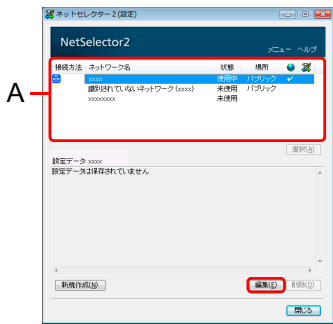 ネットセレクター2 (設定)
NetSelector2
メニュー ヘルプ
接続方法 ネットワーク名 状態 場所
xxxx 使用中 パブリック ✔
識別されていないネットワーク (xxxx) 未使用 パブリック
xxxxxxxx 未使用
A
選択(A)
設定データ xxxx
設定データは保存されていません
新規作成(N) 編集(E) 削除(D)
閉じる